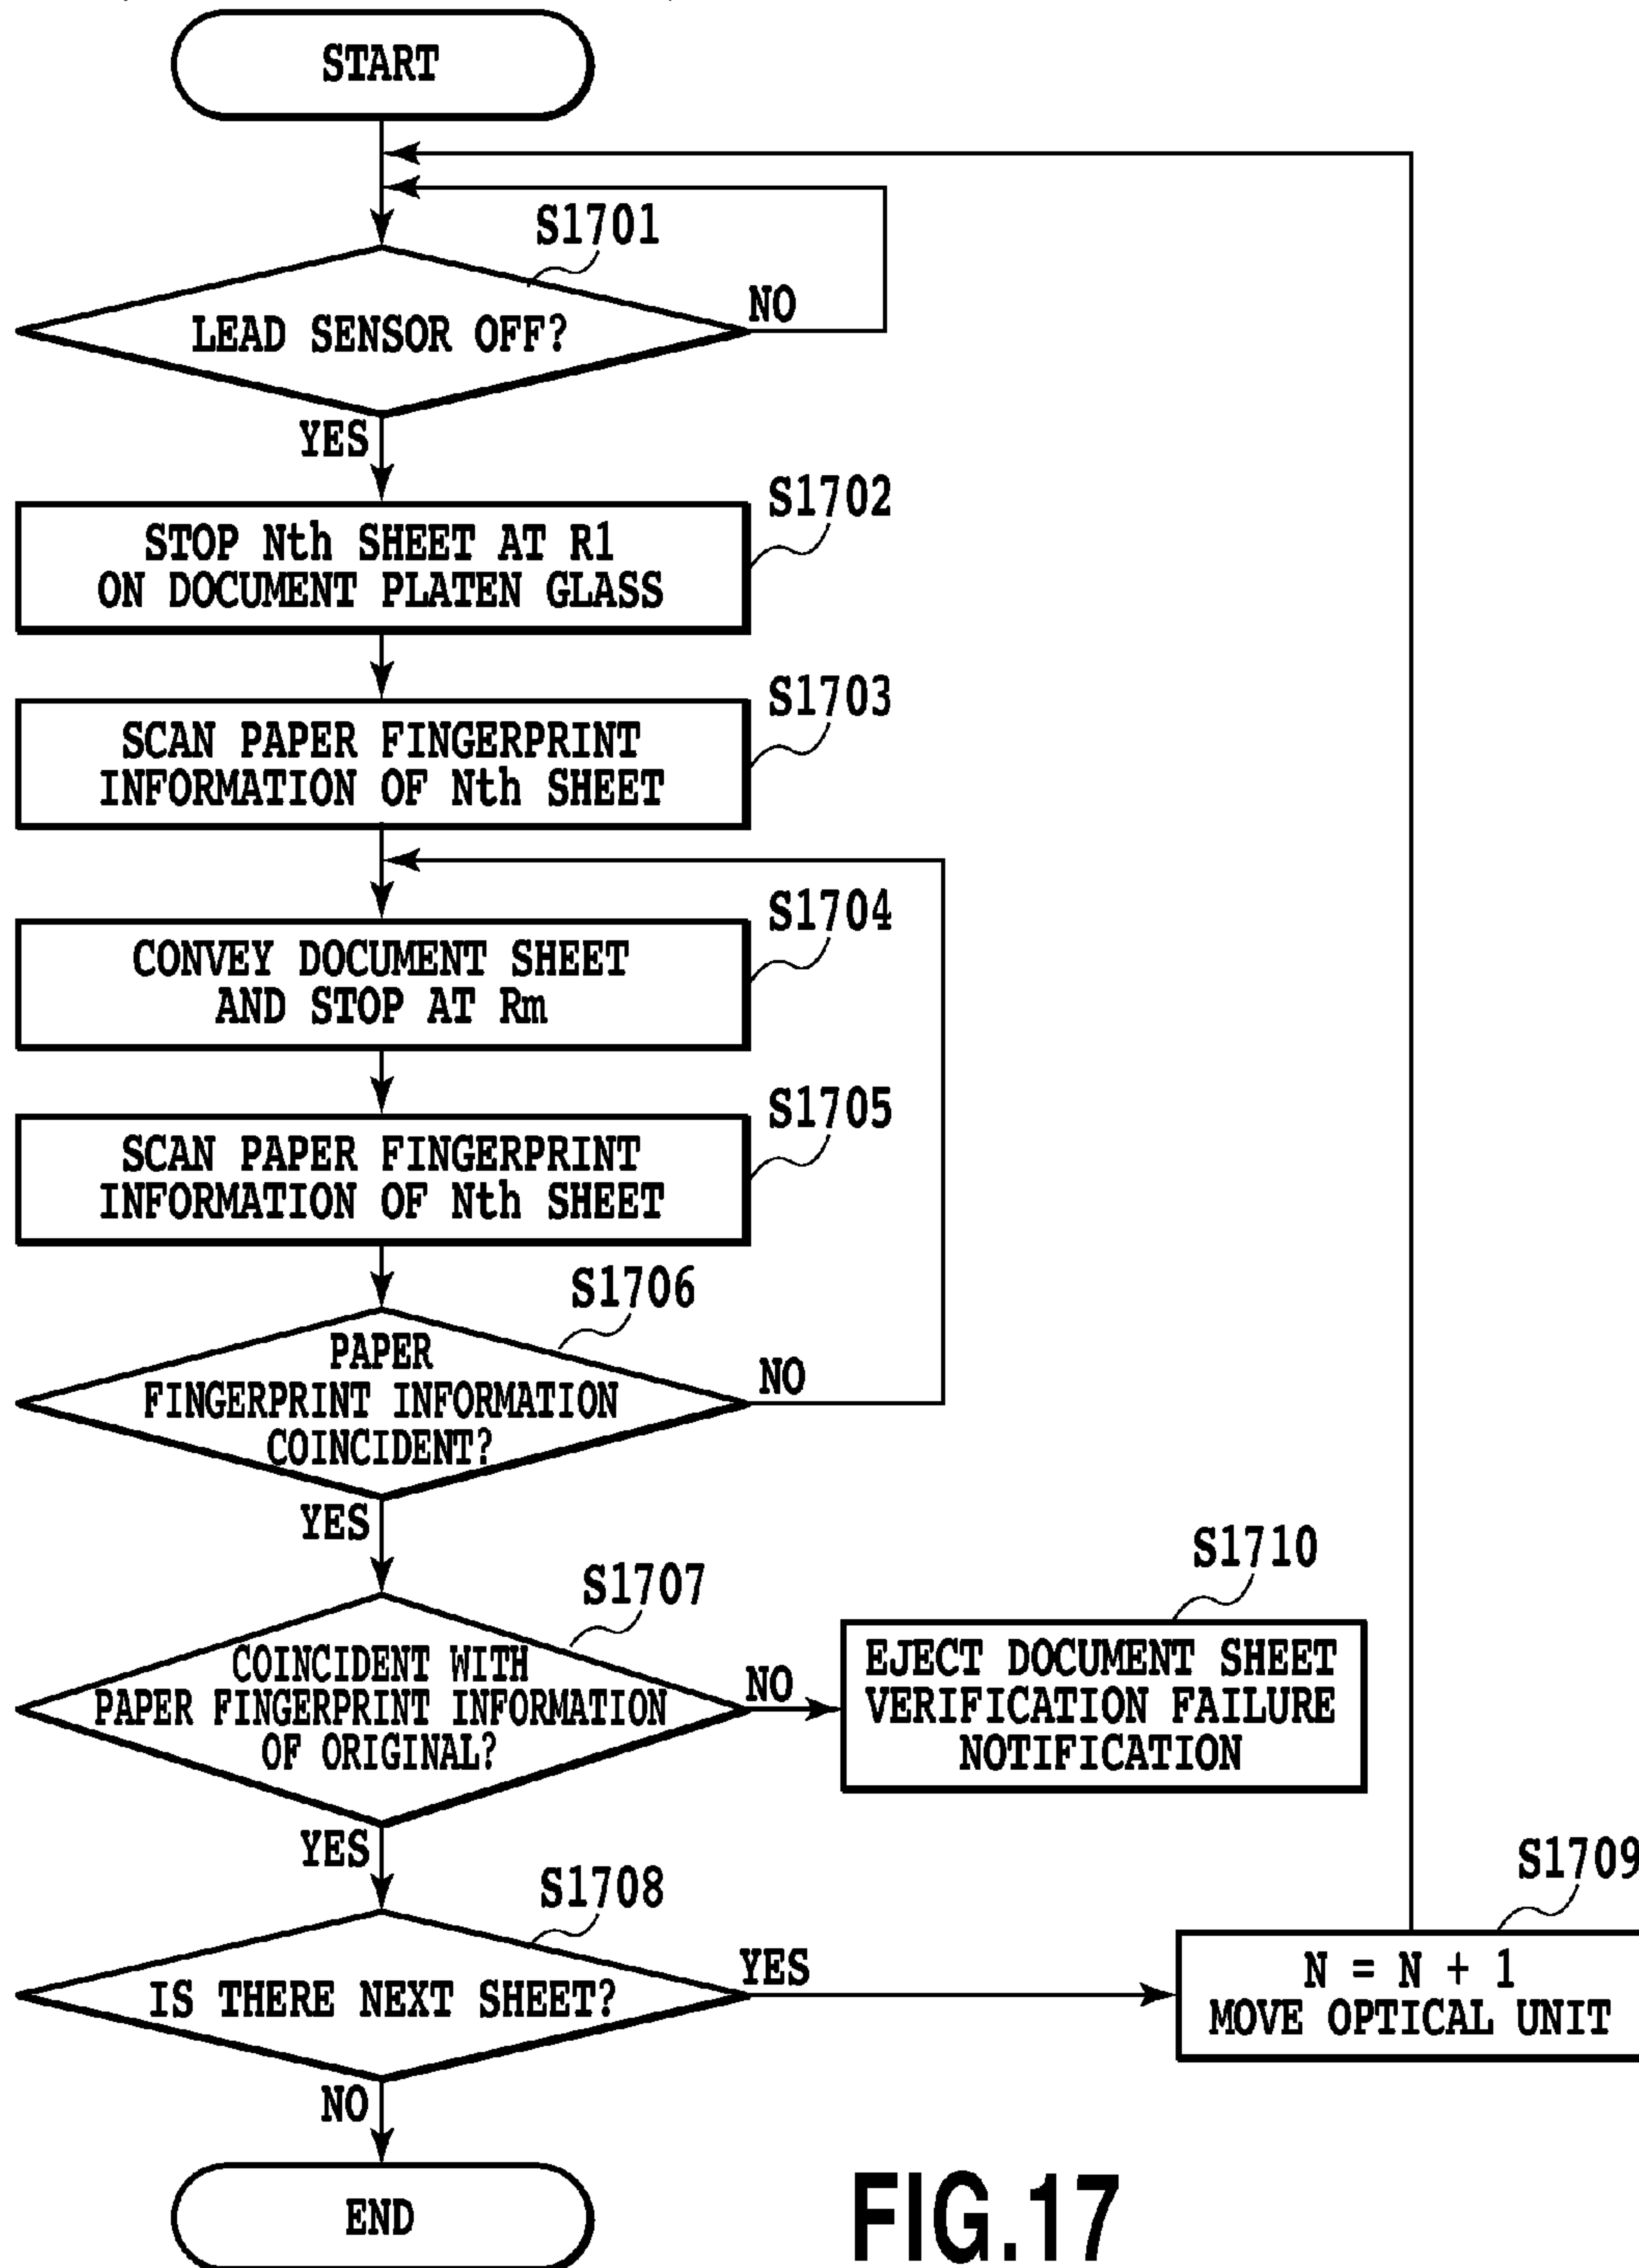 START
S1701
LEAD SENSOR OFF?
NO
YES
S1702
STOP Nth SHEET AT R1
ON DOCUMENT PLATEN GLASS
S1703
SCAN PAPER FINGERPRINT
INFORMATION OF Nth SHEET
S1704
CONVEY DOCUMENT SHEET
AND STOP AT Rm
S1705
SCAN PAPER FINGERPRINT
INFORMATION OF Nth SHEET
S1706
PAPER
FINGERPRINT INFORMATION
COINCIDENT?
NO
YES
S1707
COINCIDENT WITH
PAPER FINGERPRINT INFORMATION
OF ORIGINAL?
NO
S1710
EJECT DOCUMENT SHEET
VERIFICATION FAILURE
NOTIFICATION
YES
S1708
IS THERE NEXT SHEET?
YES
S1709
N = N + 1
MOVE OPTICAL UNIT
NO
END
FIG.17